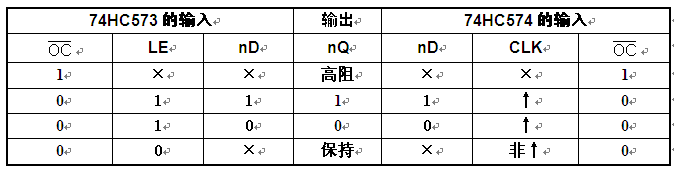 74HC573 的输入 输出 74HC574 的输入
OC LE nD nQ nD CLK OC
1 × × 高阻 × × 1
0 1 1 1 1 ↑ 0
0 1 0 0 0 ↑ 0
0 0 × 保持 × 非↑ 0